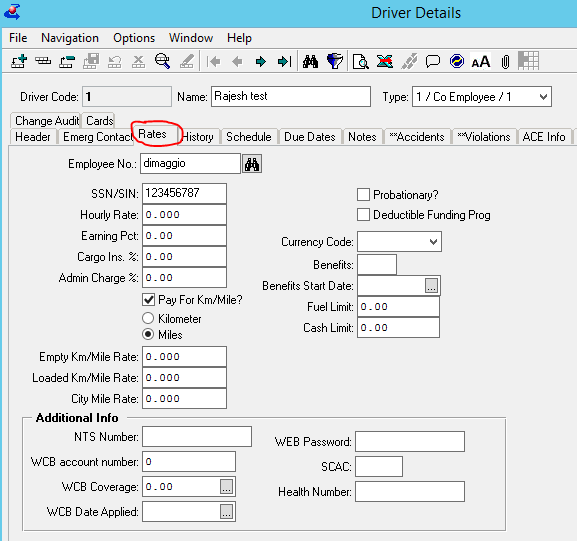 Driver Details
File Navigation Options Window Help
AA
Driver Code: 1 Name: Rajesh test Type: 1 / Co Employee / 1
Change Audit Cards
Header Emerg Contact Rates History Schedule Due Dates Notes **Accidents **Violations ACE Info
Employee No.: dimaggio
SSN/SIN: 123456787 Probationary?
Hourly Rate: 0.000 Deductible Funding Prog
Earning Pct: 0.000 Currency Code:
Cargo Ins. %: 0.000 Benefits:
Admin Charge %: 0.000 Benefits Start Date: ...
Pay For Km/Mile? Fuel Limit: 0.00
Kilometer Cash Limit: 0.00
Miles
Empty Km/Mile Rate: 0.000
Loaded Km/Mile Rate: 0.000
City Mile Rate: 0.000
Additional Info
NTS Number: WEB Password:
WCB account number: 0 SCAC:
WCB Coverage: 0.00 ... Health Number:
WCB Date Applied: ...